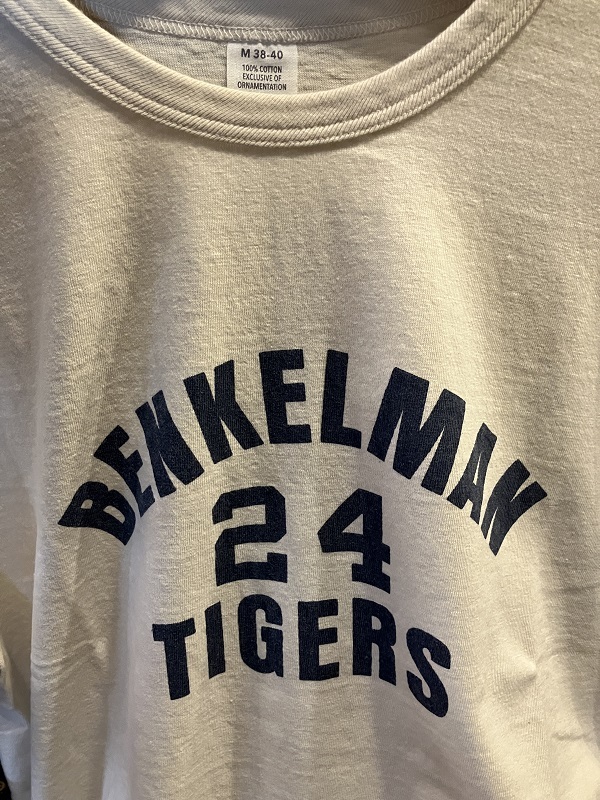 M 38-40
100% COTTON
EXCLUSIVE OF
ORNAMENTATION
BENKELMAN
24
TIGERS